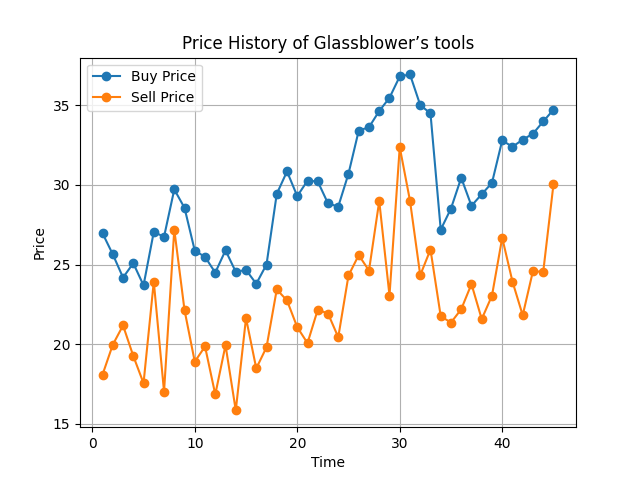 Price History of Glassblower’s tools
Buy Price
Sell Price
Price
35
30
25
20
15
0 10 20 30 40
Time